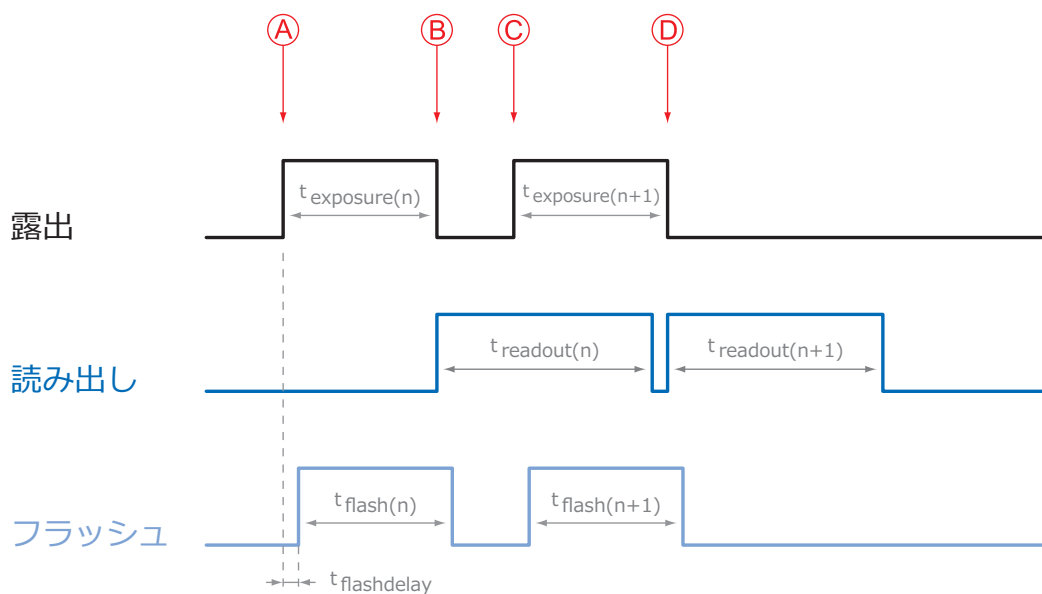 A B C D
露出
t exposure(n) t exposure(n+1)
読み出し
t readout(n) t readout(n+1)
フラッシュ
t flash(n) t flash(n+1)
t flashdelay